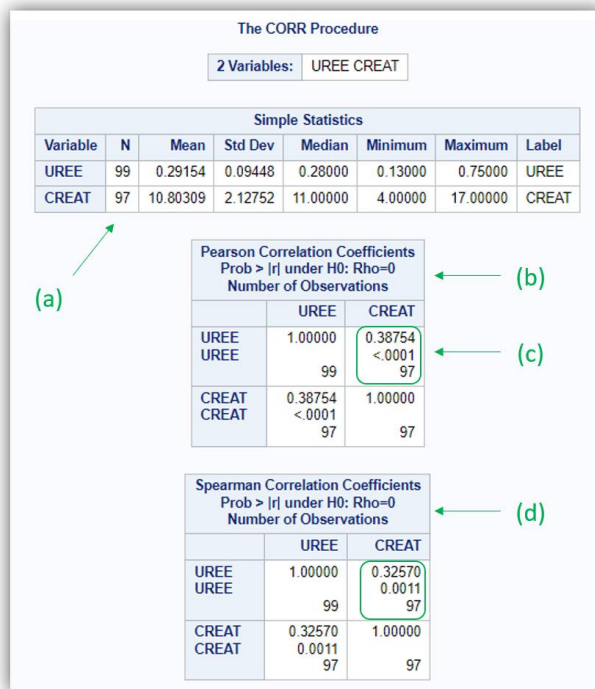 The CORR Procedure
2 Variables: UREE CREAT
Simple Statistics
Variable N Mean Std Dev Median Minimum Maximum Label
UREE 99 0.29154 0.09448 0.28000 0.13000 0.75000 UREE
CREAT 97 10.80309 2.12752 11.00000 4.00000 17.00000 CREAT
(a)
Pearson Correlation Coefficients
Prob > |r| under H0: Rho=0
Number of Observations
(b)
UREE CREAT
UREE 1.00000 0.38754
UREE <.0001
99 97
(c)
CREAT 0.38754 1.00000
CREAT <.0001
97 97
Spearman Correlation Coefficients
Prob > |r| under H0: Rho=0
Number of Observations
(d)
UREE CREAT
UREE 1.00000 0.32570
UREE 0.0011
99 97
CREAT 0.32570 1.00000
CREAT 0.0011
97 97